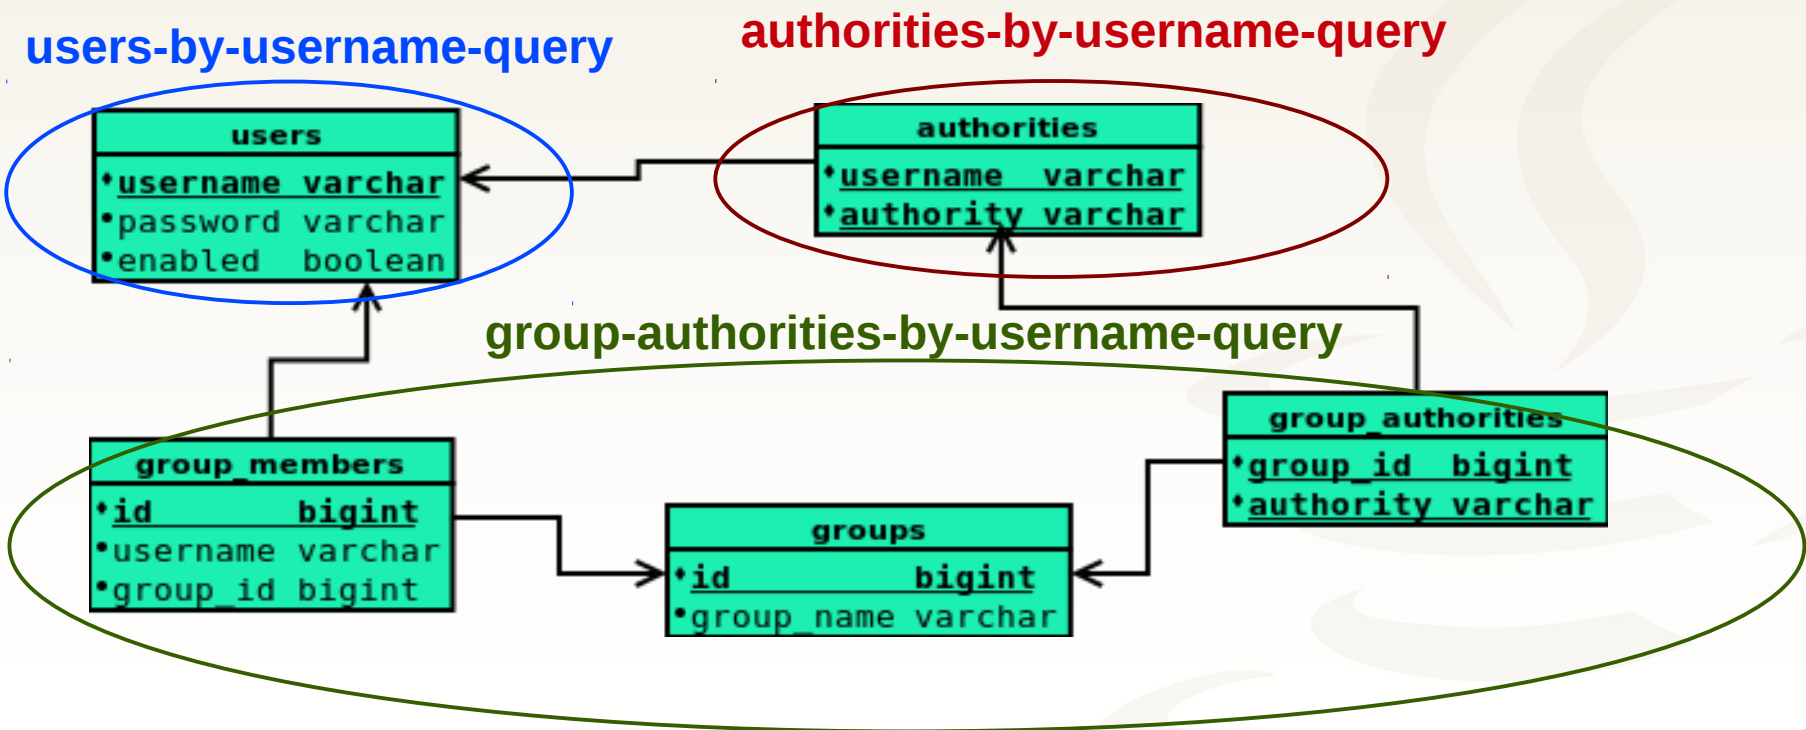 users-by-username-query
authorities-by-username-query
users
username varchar
password varchar
enabled boolean
authorities
username varchar
authority varchar
group-authorities-by-username-query
group_members
id bigint
username varchar
group_id bigint
groups
id bigint
group_name varchar
group_authorities
group_id bigint
authority varchar